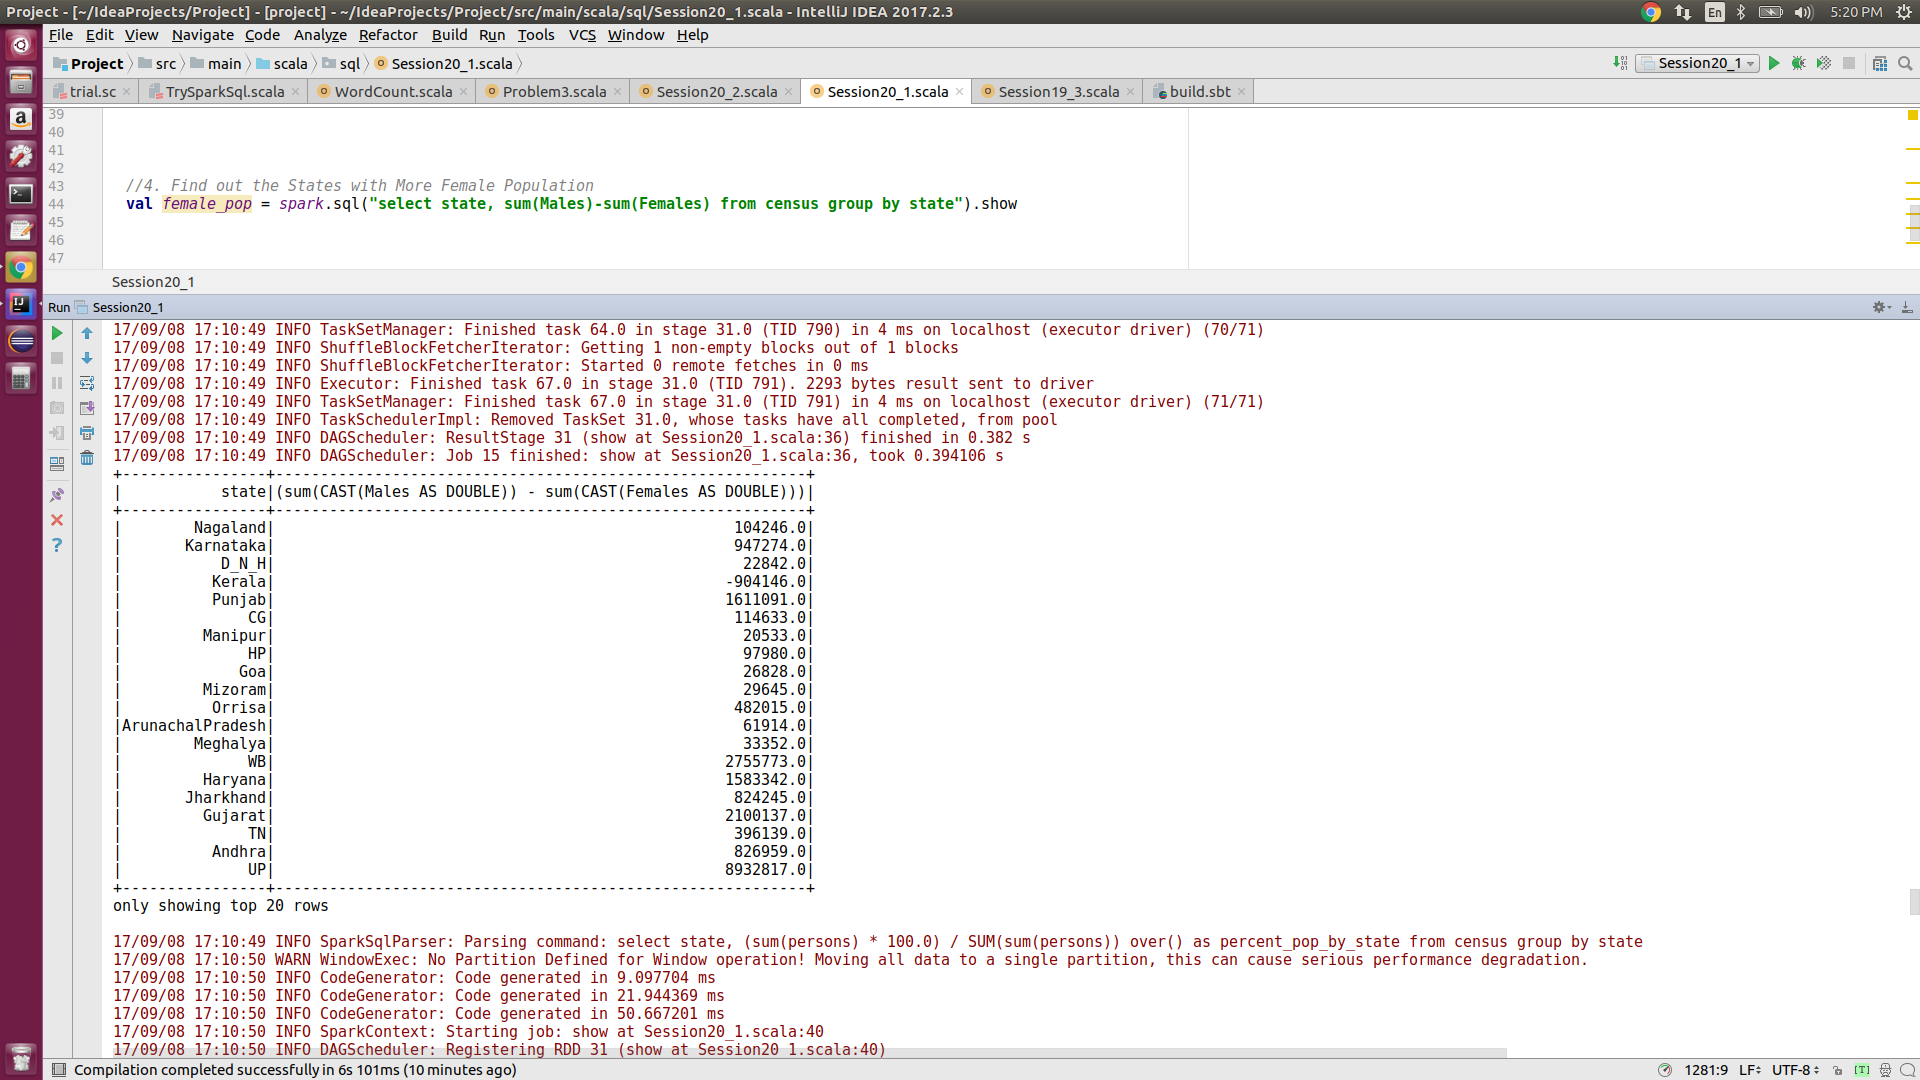 Project - [~/IdeaProjects/Project] - [project] - ~/IdeaProjects/Project/src/main/scala/sql/Session20_1.scala - IntelliJ IDEA 2017.2.3
En
5:20 PM
File Edit View Navigate Code Analyze Refactor Build Run Tools VCS Window Help
Project src main scala sql Session20_1.scala
Session20_1
trial.sc TrySparkSql.scala WordCount.scala Problem3.scala Session20_2.scala Session20_1.scala Session19_3.scala build.sbt
39
40
41
42
43 //4. Find out the States with More Female Population
44 val female_pop = spark.sql("select state, sum(Males)-sum(Females) from census group by state").show
45
46
47
Session20_1
Run Session20_1
17/09/08 17:10:49 INFO TaskSetManager: Finished task 64.0 in stage 31.0 (TID 790) in 4 ms on localhost (executor driver) (70/71)
17/09/08 17:10:49 INFO ShuffleBlockFetcherIterator: Getting 1 non-empty blocks out of 1 blocks
17/09/08 17:10:49 INFO ShuffleBlockFetcherIterator: Started 0 remote fetches in 0 ms
17/09/08 17:10:49 INFO Executor: Finished task 67.0 in stage 31.0 (TID 791). 2293 bytes result sent to driver
17/09/08 17:10:49 INFO TaskSetManager: Finished task 67.0 in stage 31.0 (TID 791) in 4 ms on localhost (executor driver) (71/71)
17/09/08 17:10:49 INFO TaskSchedulerImpl: Removed TaskSet 31.0, whose tasks have all completed, from pool
17/09/08 17:10:49 INFO DAGScheduler: ResultStage 31 (show at Session20_1.scala:36) finished in 0.382 s
17/09/08 17:10:49 INFO DAGScheduler: Job 15 finished: show at Session20_1.scala:36, took 0.394106 s
+----------------+-----------------------------------------------------------+
|           state|(sum(CAST(Males AS DOUBLE)) - sum(CAST(Females AS DOUBLE)))|
+----------------+-----------------------------------------------------------+
|        Nagaland|                                                   104246.0|
|       Karnataka|                                                   947274.0|
|           D_N_H|                                                    22842.0|
|          Kerala|                                                  -904146.0|
|          Punjab|                                                  1611091.0|
|              CG|                                                   114633.0|
|         Manipur|                                                    20533.0|
|              HP|                                                    97980.0|
|             Goa|                                                    26828.0|
|         Mizoram|                                                    29645.0|
|          Orrisa|                                                   482015.0|
|ArunachalPradesh|                                                    61914.0|
|        Meghalya|                                                    33352.0|
|              WB|                                                  2755773.0|
|         Haryana|                                                  1583342.0|
|       Jharkhand|                                                   824245.0|
|         Gujarat|                                                  2100137.0|
|              TN|                                                   396139.0|
|          Andhra|                                                   826959.0|
|              UP|                                                  8932817.0|
+----------------+-----------------------------------------------------------+
only showing top 20 rows
17/09/08 17:10:49 INFO SparkSqlParser: Parsing command: select state, (sum(persons) * 100.0) / SUM(sum(persons)) over() as percent_pop_by_state from census group by state
17/09/08 17:10:50 WARN WindowExec: No Partition Defined for Window operation! Moving all data to a single partition, this can cause serious performance degradation.
17/09/08 17:10:50 INFO CodeGenerator: Code generated in 9.097704 ms
17/09/08 17:10:50 INFO CodeGenerator: Code generated in 21.944369 ms
17/09/08 17:10:50 INFO CodeGenerator: Code generated in 50.667201 ms
17/09/08 17:10:50 INFO SparkContext: Starting job: show at Session20_1.scala:40
17/09/08 17:10:50 INFO DAGScheduler: Registering RDD 31 (show at Session20_1.scala:40)
Compilation completed successfully in 6s 101ms (10 minutes ago)
1281:9 LF UTF-8 [T]